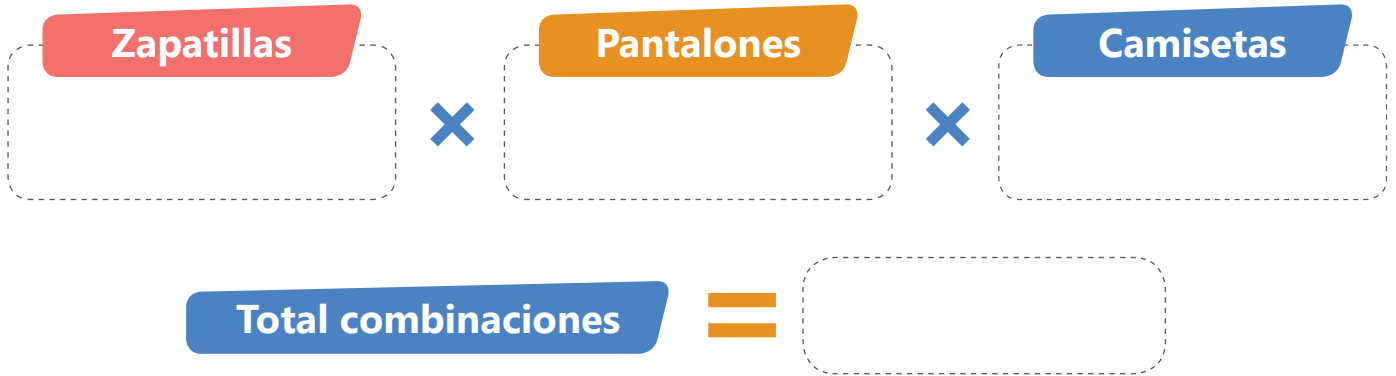 Zapatillas
Pantalones
Camisetas
× ×
Total combinaciones =